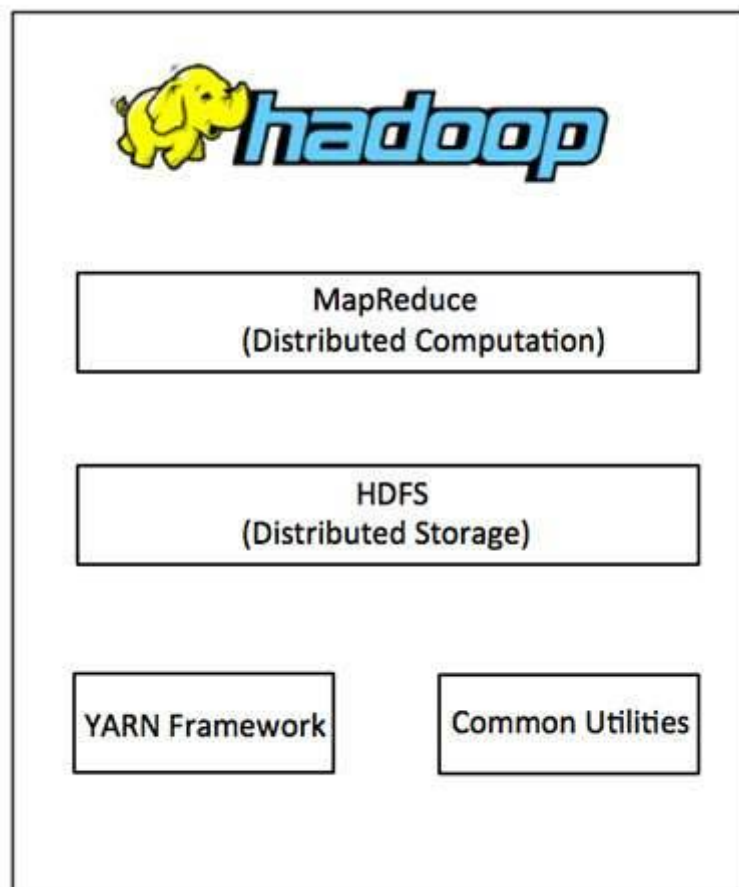 hadoop
MapReduce
(Distributed Computation)
HDFS
(Distributed Storage)
YARN Framework
Common Utilities